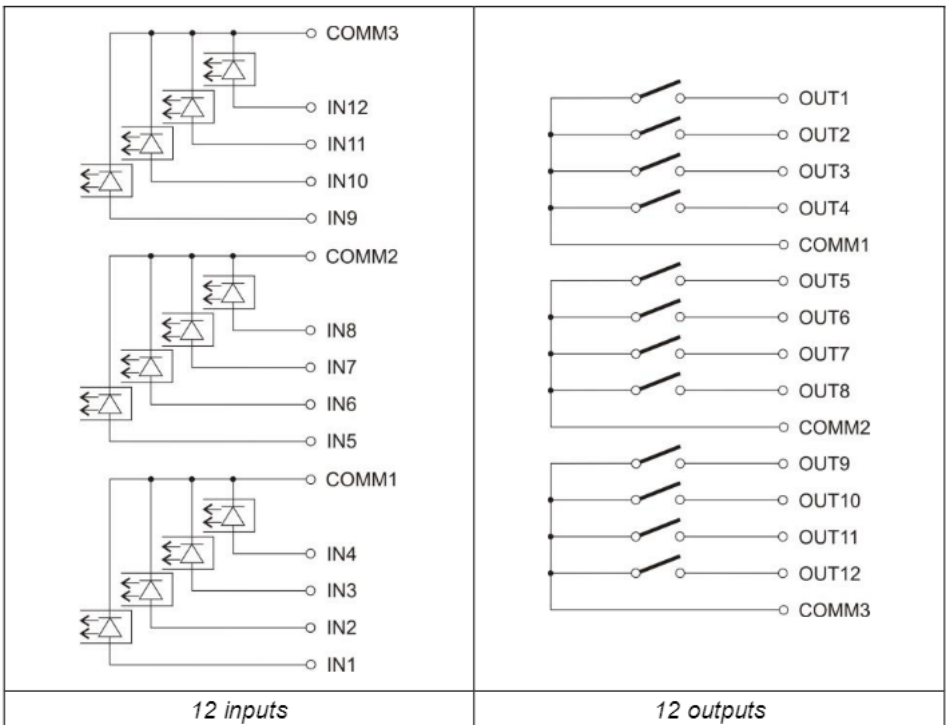 COMM3
IN12
IN11
IN10
IN9
COMM2
IN8
IN7
IN6
IN5
COMM1
IN4
IN3
IN2
IN1
12 inputs
OUT1
OUT2
OUT3
OUT4
COMM1
OUT5
OUT6
OUT7
OUT8
COMM2
OUT9
OUT10
OUT11
OUT12
COMM3
12 outputs